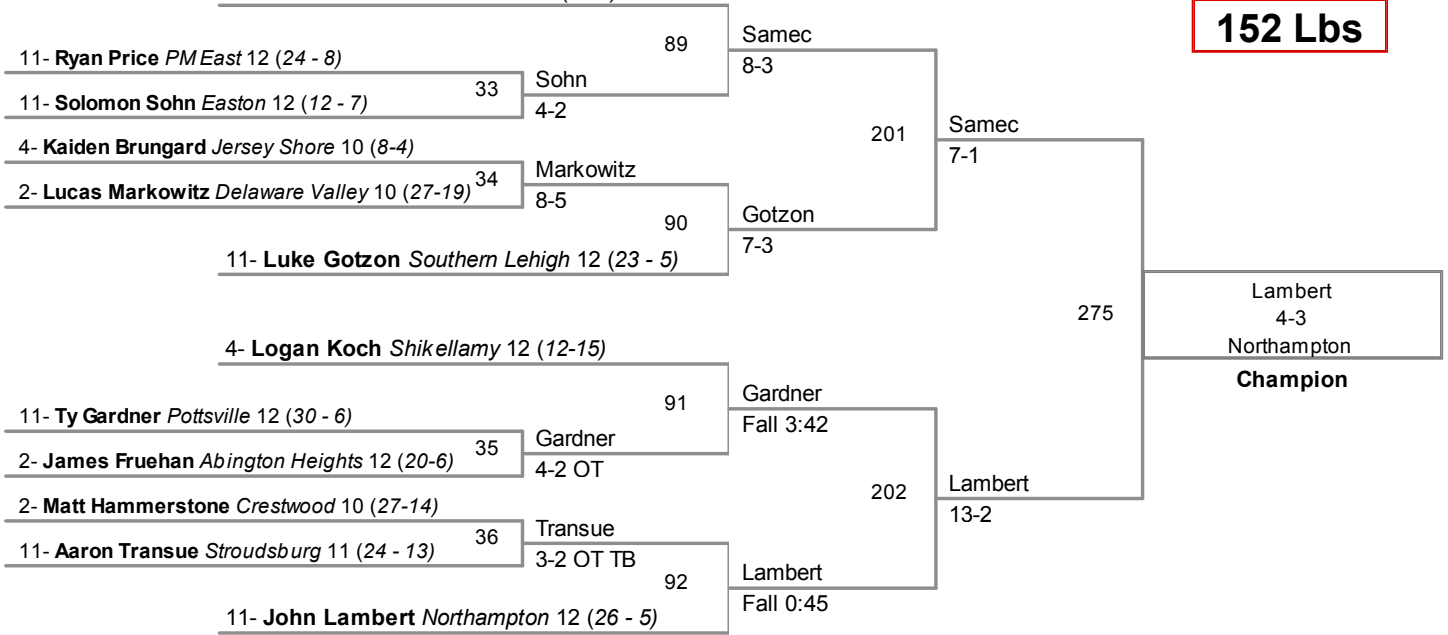 152 Lbs
89
Samec
8-3
11- Ryan Price PM East 12 (24 - 8)
33
Sohn
4-2
11- Solomon Sohn Easton 12 (12 - 7)
201
Samec
7-1
4- Kaiden Brungard Jersey Shore 10 (8-4)
34
Markowitz
8-5
2- Lucas Markowitz Delaware Valley 10 (27-19)
90
Gotzon
7-3
11- Luke Gotzon Southern Lehigh 12 (23 - 5)
275
Lambert
4-3
Northampton
Champion
4- Logan Koch Shikellamy 12 (12-15)
91
Gardner
Fall 3:42
11- Ty Gardner Pottsville 12 (30 - 6)
35
Gardner
4-2 OT
2- James Fruehan Abington Heights 12 (20-6)
202
Lambert
13-2
2- Matt Hammerstone Crestwood 10 (27-14)
36
Transue
3-2 OT TB
11- Aaron Transue Stroudsburg 11 (24 - 13)
92
Lambert
Fall 0:45
11- John Lambert Northampton 12 (26 - 5)